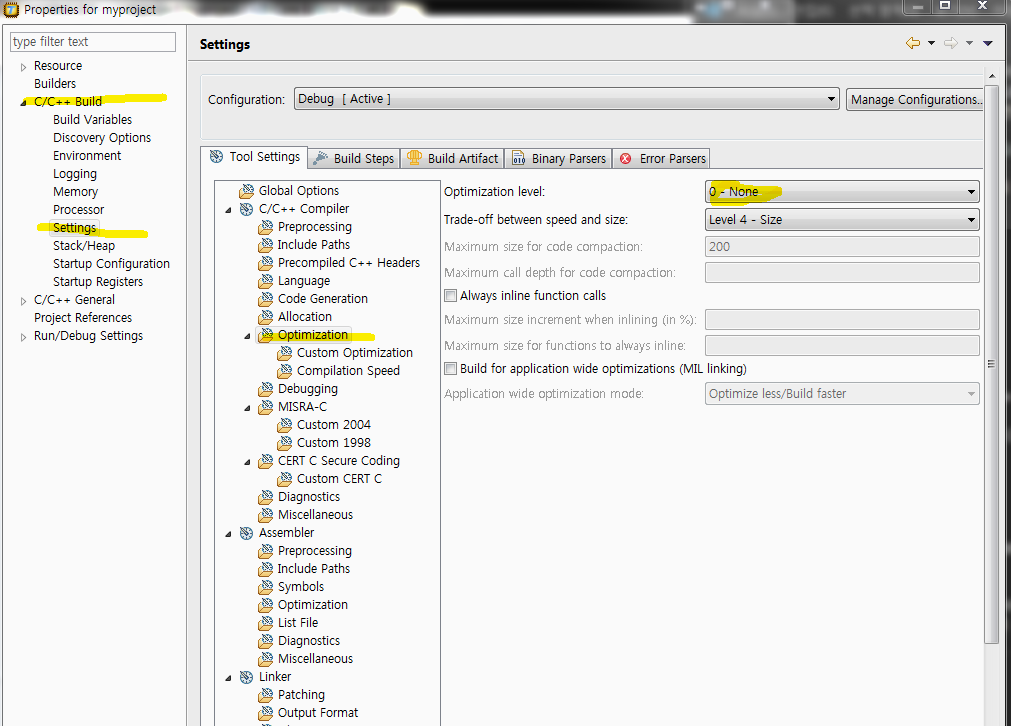 Properties for myproject
type filter text
Resource
Builders
C/C++ Build
Build Variables
Discovery Options
Environment
Logging
Memory
Processor
Settings
Stack/Heap
Startup Configuration
Startup Registers
C/C++ General
Project References
Run/Debug Settings
Settings
Configuration:
Debug [ Active ]
Manage Configurations..
Tool Settings
Build Steps
Build Artifact
Binary Parsers
Error Parsers
Global Options
C/C++ Compiler
Preprocessing
Include Paths
Precompiled C++ Headers
Language
Code Generation
Allocation
Optimization
Custom Optimization
Compilation Speed
Debugging
MISRA-C
Custom 2004
Custom 1998
CERT C Secure Coding
Custom CERT C
Diagnostics
Miscellaneous
Assembler
Preprocessing
Include Paths
Symbols
Optimization
List File
Diagnostics
Miscellaneous
Linker
Patching
Output Format
Optimization level:
0 - None
Trade-off between speed and size:
Level 4 - Size
Maximum size for code compaction:
200
Maximum call depth for code compaction:
Always inline function calls
Maximum size increment when inlining (in %):
Maximum size for functions to always inline:
Build for application wide optimizations (MIL linking)
Application wide optimization mode:
Optimize less/Build faster